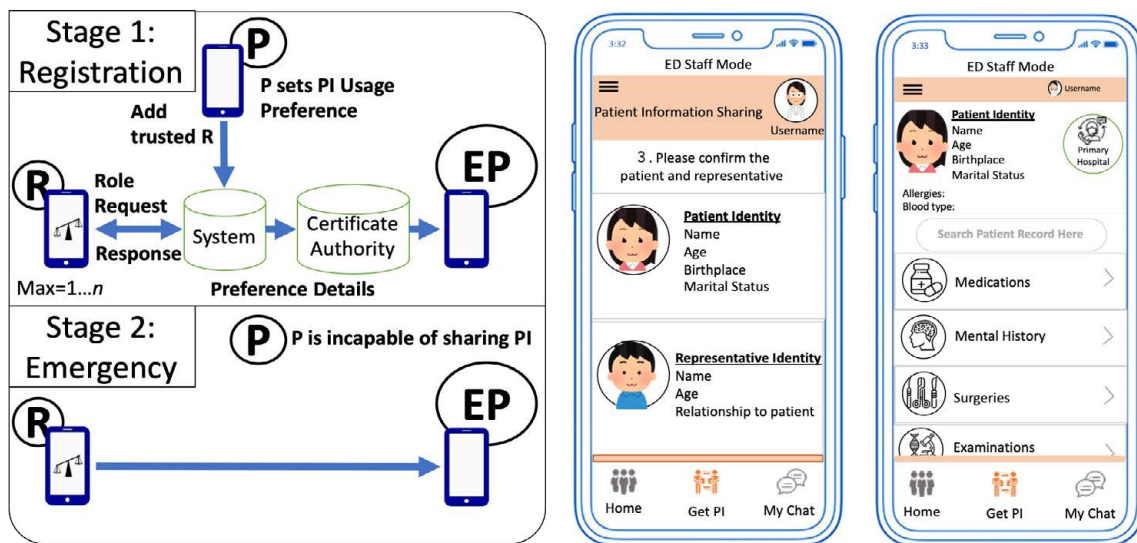 Stage 1:
Registration
P
P sets PI Usage
Preference
Add
trusted R
R
Role
Request
Response
System
Certificate
Authority
EP
Max=1...n
Preference Details
Stage 2:
Emergency
P
P is incapable of sharing PI
R
EP
3:32
ED Staff Mode
Patient Information Sharing
Username
3 . Please confirm the
patient and representative
Patient Identity
Name
Age
Birthplace
Marital Status
Representative Identity
Name
Age
Relationship to patient
Home
Get PI
My Chat
3:33
ED Staff Mode
Username
Patient Identity
Name
Age
Birthplace
Marital Status
Primary
Hospital
Allergies:
Blood type:
Search Patient Record Here
Medications
Mental History
Surgeries
Examinations
Home
Get PI
My Chat